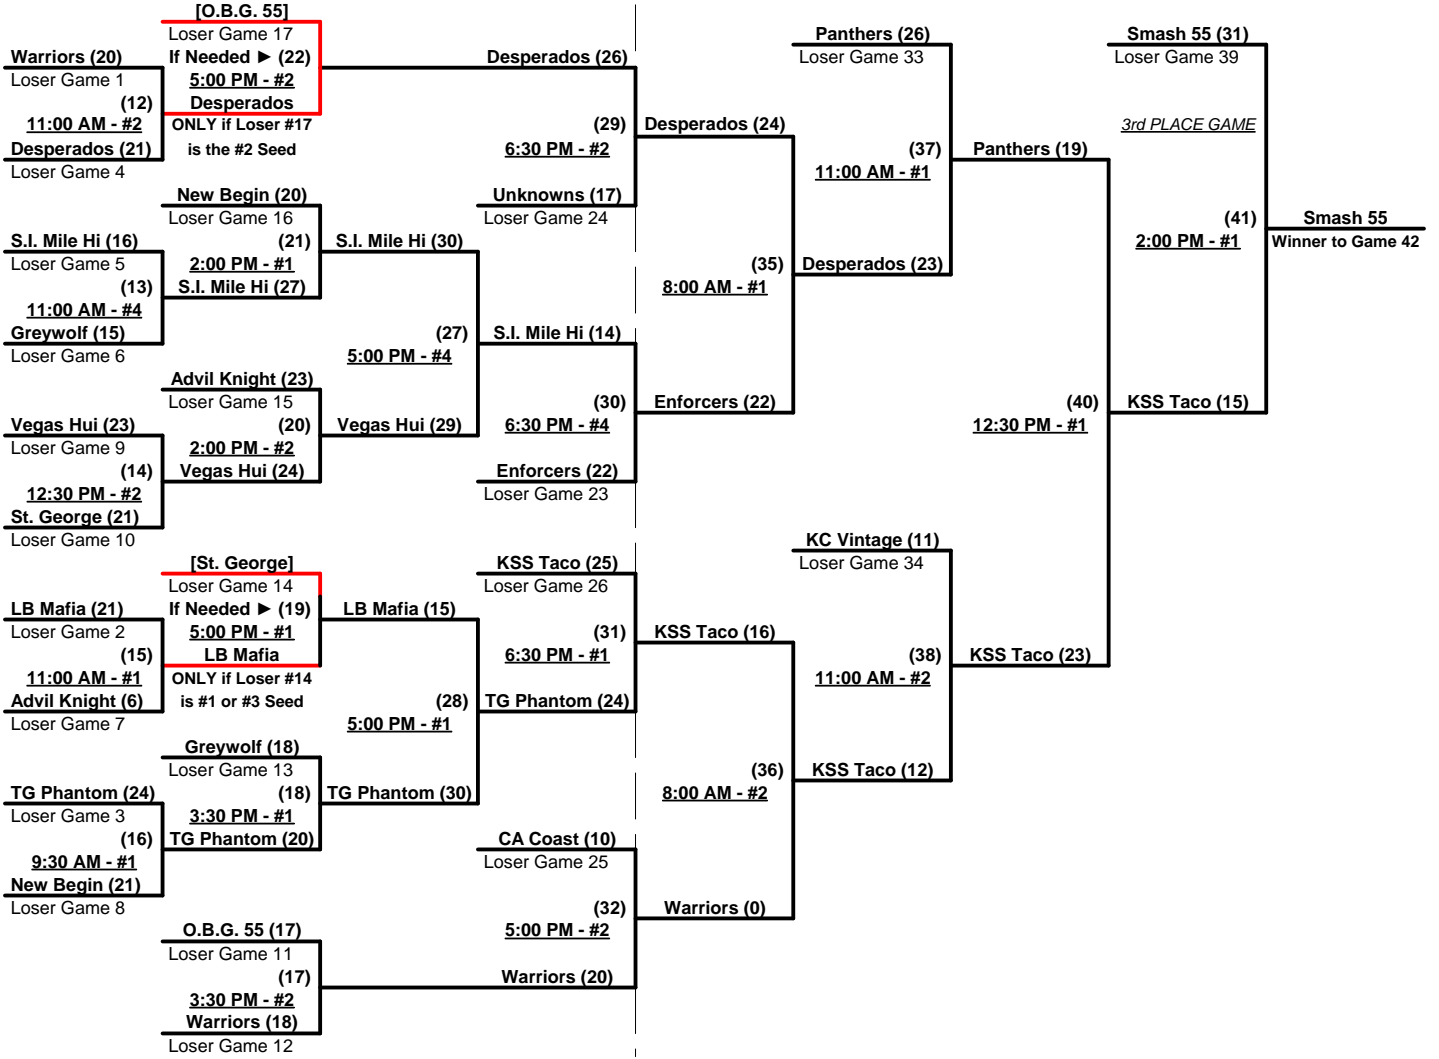 [O.B.G. 55]
Loser Game 17
If Needed ► (22)
5:00 PM - #2
Desperados
ONLY if Loser #17
is the #2 Seed
Warriors (20)
Loser Game 1
(12)
11:00 AM - #2
Desperados (21)
Loser Game 4
New Begin (20)
Loser Game 16
(21)
2:00 PM - #1
S.I. Mile Hi (27)
S.I. Mile Hi (16)
Loser Game 5
(13)
11:00 AM - #4
Greywolf (15)
Loser Game 6
Advil Knight (23)
Loser Game 15
(20)
2:00 PM - #2
Vegas Hui (24)
Vegas Hui (23)
Loser Game 9
(14)
12:30 PM - #2
St. George (21)
Loser Game 10
[St. George]
Loser Game 14
If Needed ► (19)
5:00 PM - #1
LB Mafia
ONLY if Loser #14
is #1 or #3 Seed
LB Mafia (21)
Loser Game 2
(15)
11:00 AM - #1
Advil Knight (6)
Loser Game 7
Greywolf (18)
Loser Game 13
(18)
3:30 PM - #1
TG Phantom (20)
TG Phantom (24)
Loser Game 3
(16)
9:30 AM - #1
New Begin (21)
Loser Game 8
O.B.G. 55 (17)
Loser Game 11
(17)
3:30 PM - #2
Warriors (18)
Loser Game 12
S.I. Mile Hi (30)
(27)
5:00 PM - #4
Vegas Hui (29)
LB Mafia (15)
(28)
5:00 PM - #1
TG Phantom (30)
Desperados (26)
(29)
6:30 PM - #2
Unknowns (17)
Loser Game 24
S.I. Mile Hi (14)
(30)
6:30 PM - #4
Enforcers (22)
Loser Game 23
KSS Taco (25)
Loser Game 26
(31)
6:30 PM - #1
TG Phantom (24)
CA Coast (10)
Loser Game 25
(32)
5:00 PM - #2
Warriors (20)
Desperados (24)
(35)
8:00 AM - #1
Enforcers (22)
KSS Taco (16)
(36)
8:00 AM - #2
Warriors (0)
Panthers (26)
Loser Game 33
(37)
11:00 AM - #1
Desperados (23)
KC Vintage (11)
Loser Game 34
(38)
11:00 AM - #2
KSS Taco (12)
Panthers (19)
(40)
12:30 PM - #1
KSS Taco (23)
Smash 55 (31)
Loser Game 39
3rd PLACE GAME
(41)
2:00 PM - #1
KSS Taco (15)
Smash 55
Winner to Game 42